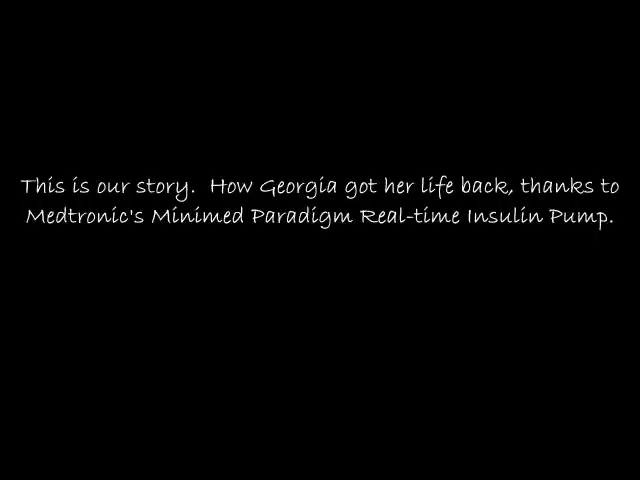 This is our story.  How Georgia got her life back, thanks to
Medtronic's Minimed Paradigm Real-time Insulin Pump.